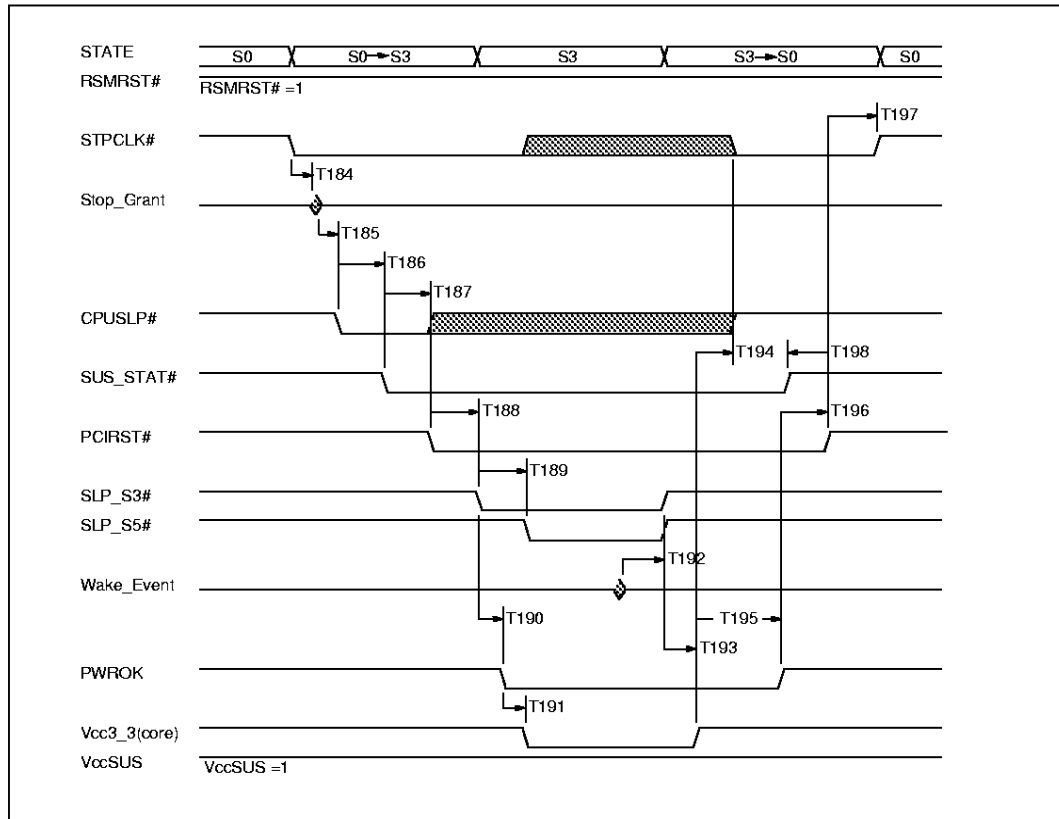 STATE S0 S0→S3 S3 S3→S0 S0
RSMRST# RSMRST# =1
T197
STPCLK#
T184
Stop_Grant
T185
T186
T187
CPUSLP#
T194 T198
SUS_STAT#
T188 T196
PCIRST#
T189
SLP_S3#
SLP_S5#
T192
Wake_Event
T190 T195
T193
PWROK
T191
Vcc3_3(core)
VccSUS VccSUS =1